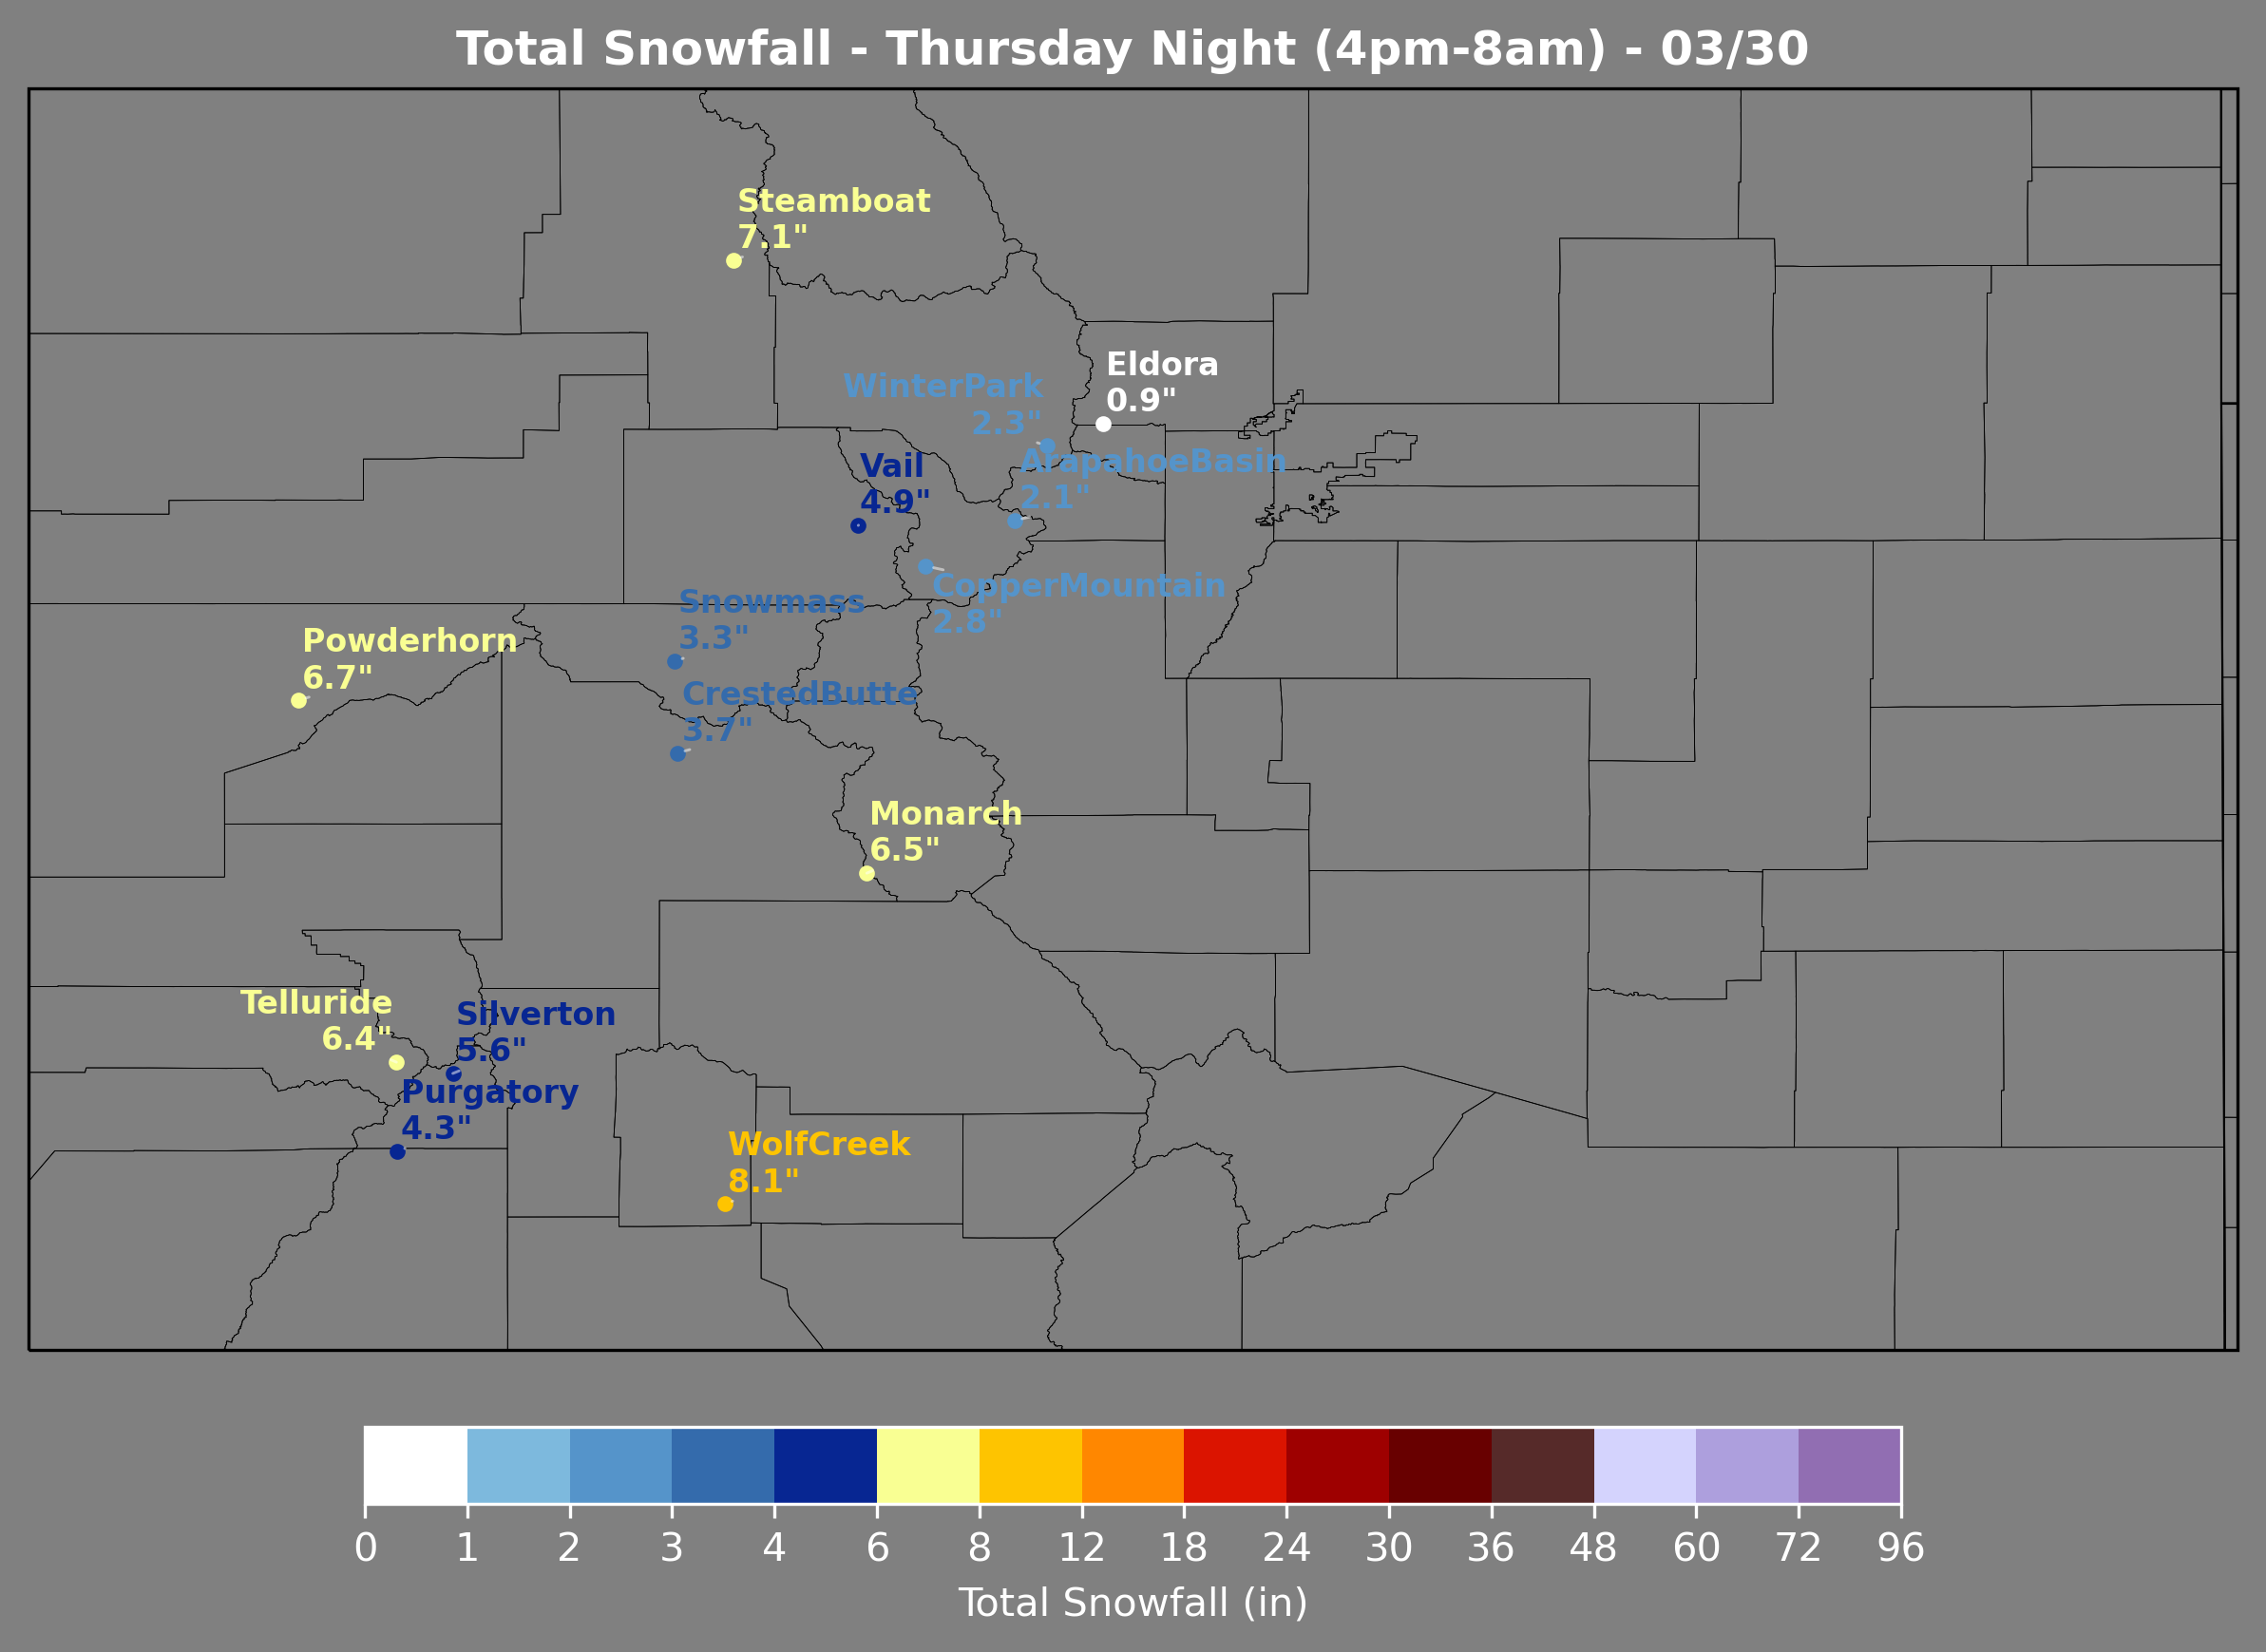 Total Snowfall - Thursday Night (4pm-8am) - 03/30
Steamboat
7.1"
Eldora
0.9"
WinterPark
2.3"
Vail
4.9"
ArapahoeBasin
2.1"
CopperMountain
2.8"
Snowmass
3.3"
Powderhorn
6.7"
CrestedButte
3.7"
Monarch
6.5"
Telluride
6.4"
Silverton
5.6"
Purgatory
4.3"
WolfCreek
8.1"
0 1 2 3 4 6 8 12 18 24 30 36 48 60 72 96
Total Snowfall (in)